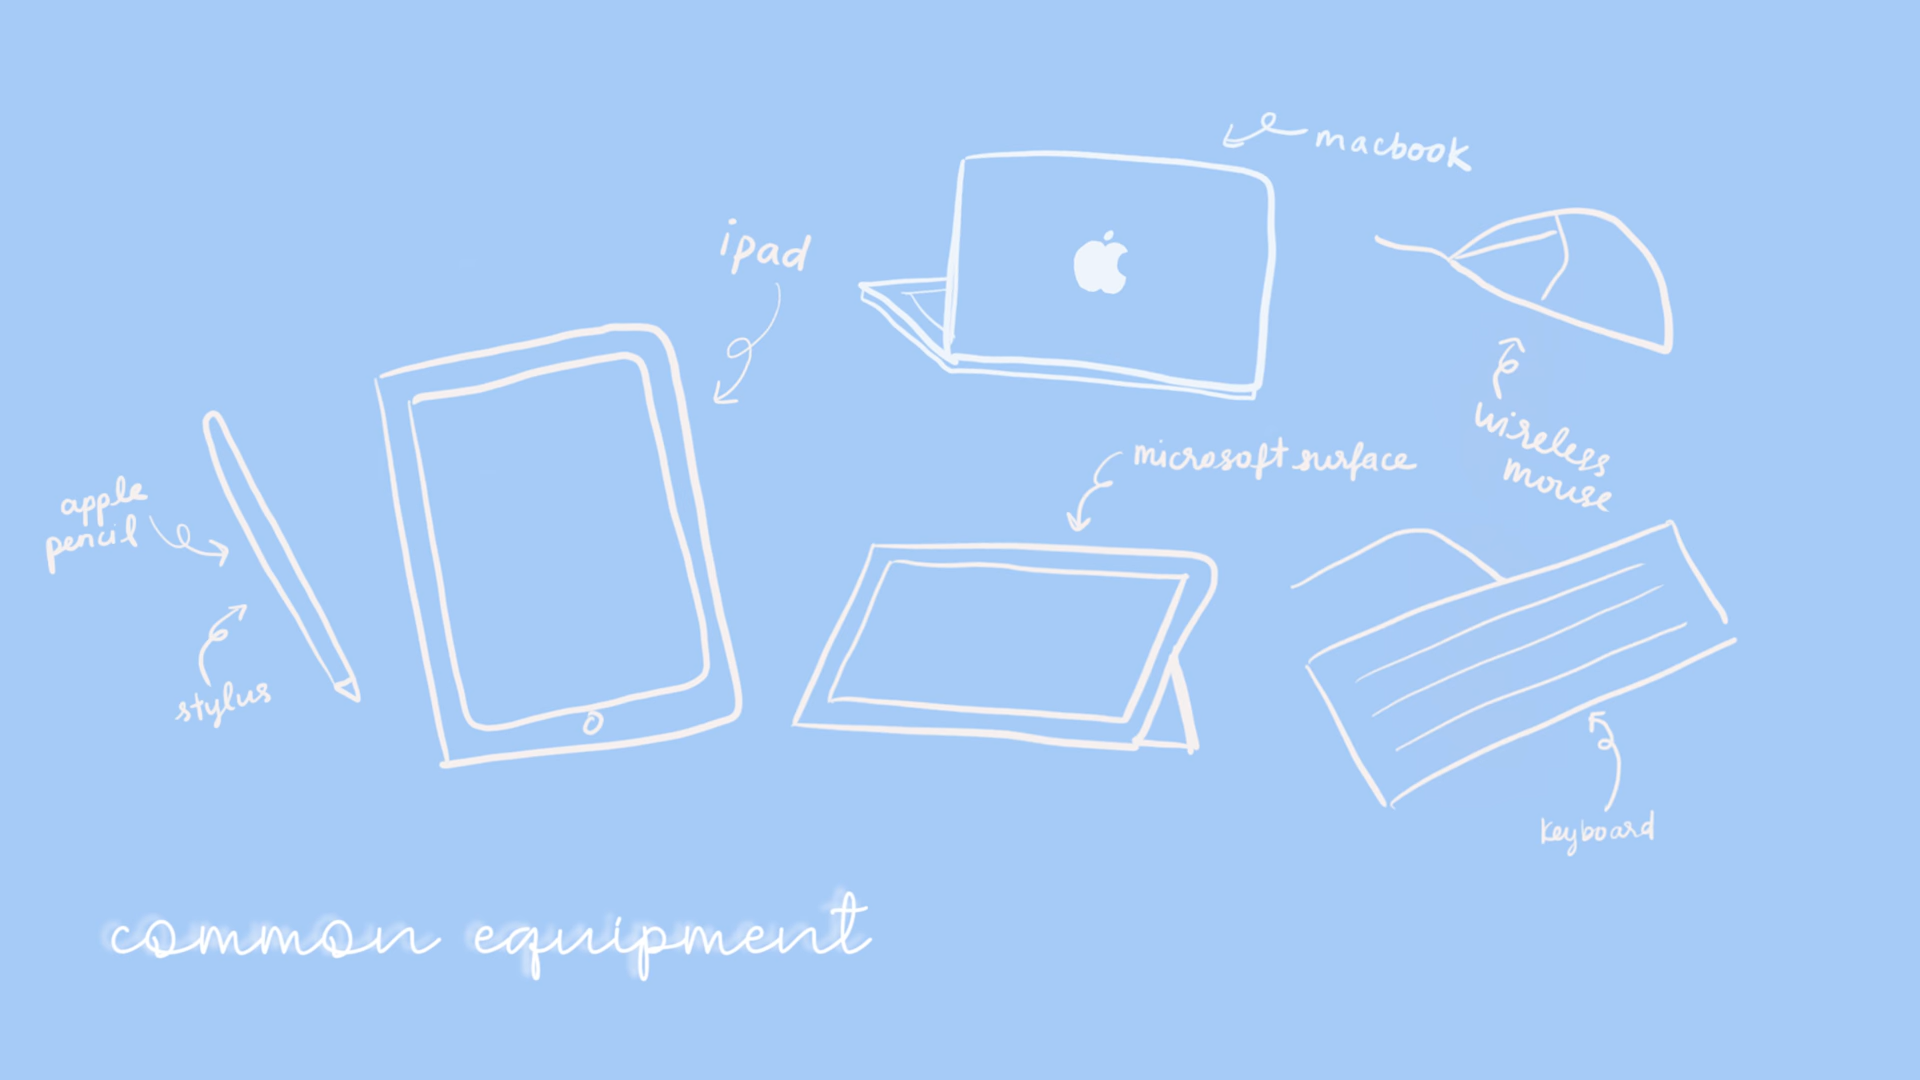 macbook
ipad
wireless
mouse
microsoft surface
apple
pencil
stylus
keyboard
common equipment